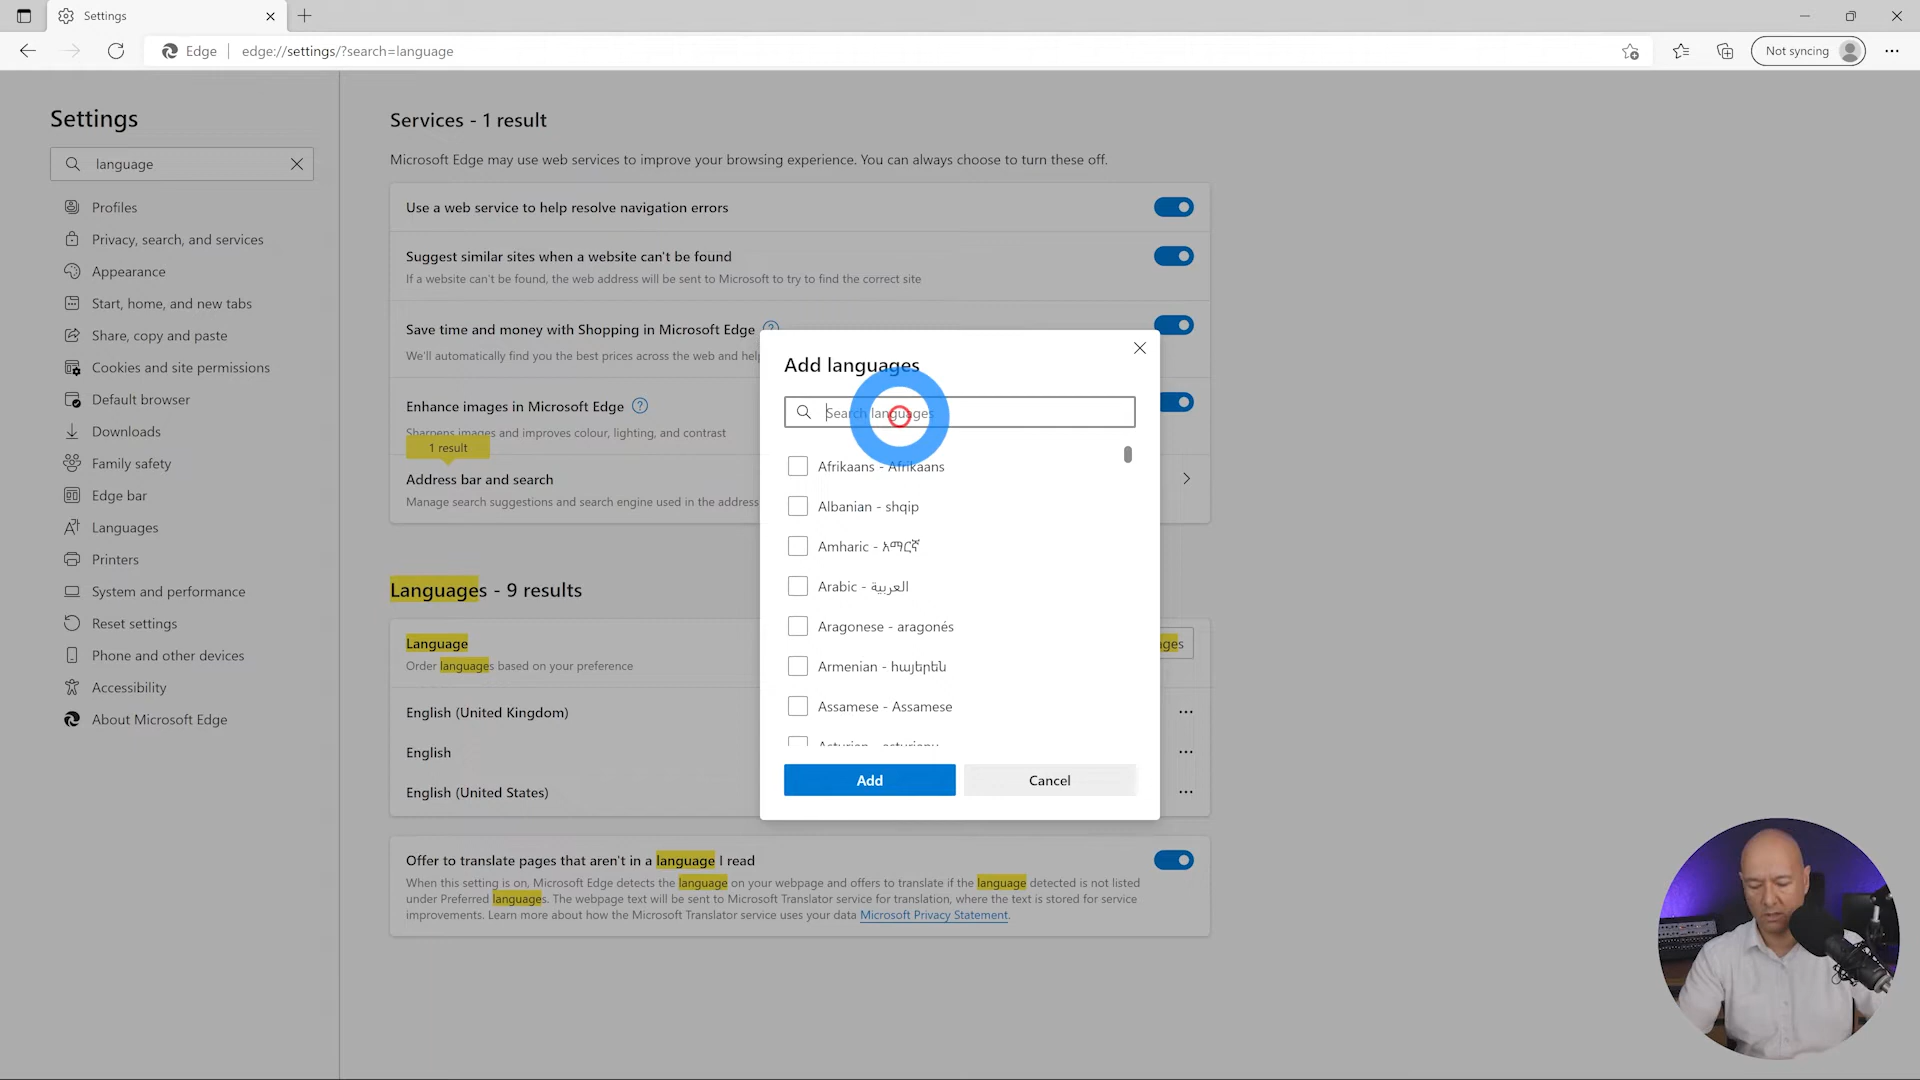 Settings
Edge
edge://settings/?search=language
Not syncing
Settings
language
Profiles
Privacy, search, and services
Appearance
Start, home, and new tabs
Share, copy and paste
Cookies and site permissions
Default browser
Downloads
Family safety
Edge bar
Languages
Printers
System and performance
Reset settings
Phone and other devices
Accessibility
About Microsoft Edge
Services - 1 result
Microsoft Edge may use web services to improve your browsing experience. You can always choose to turn these off.
Use a web service to help resolve navigation errors
Suggest similar sites when a website can't be found
If a website can't be found, the web address will be sent to Microsoft to try to find the correct site
Save time and money with Shopping in Microsoft Edge
We'll automatically find you the best prices across the web and help
Enhance images in Microsoft Edge
Sharpens images and improves colour, lighting, and contrast
1 result
Address bar and search
Manage search suggestions and search engine used in the address
Languages - 9 results
Language
Order languages based on your preference
English (United Kingdom)
English
English (United States)
Offer to translate pages that aren't in a language I read
When this setting is on, Microsoft Edge detects the language on your webpage and offers to translate if the language detected is not listed
under Preferred languages. The webpage text will be sent to Microsoft Translator service for translation, where the text is stored for service
improvements. Learn more about how the Microsoft Translator service uses your data Microsoft Privacy Statement.
Add languages
Search languages
Afrikaans - Afrikaans
Albanian - shqip
Amharic - አማርኛ
Arabic - العربية
Aragonese - aragonés
Armenian - հայերեն
Assamese - Assamese
Asturian - asturianu
Add
Cancel